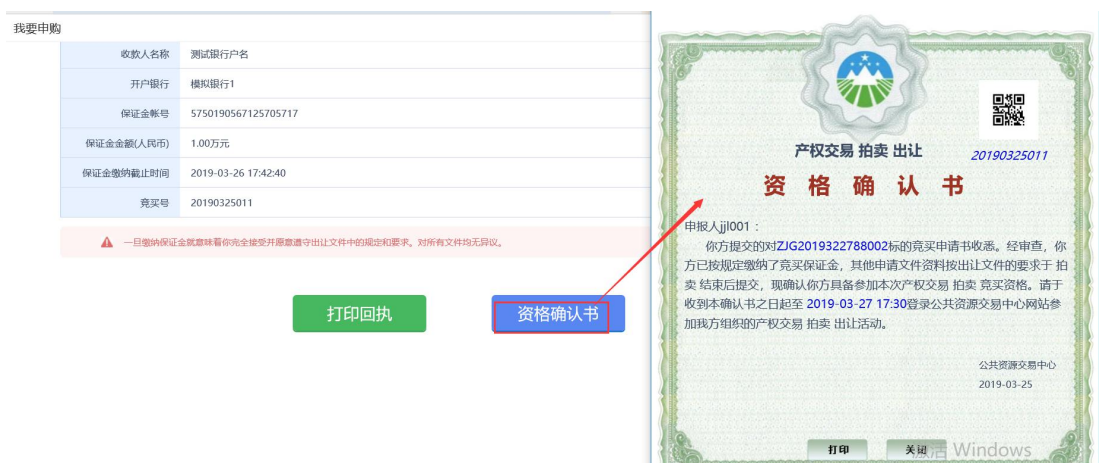 我要申购
收款人名称 测试银行户名
开户银行 模拟银行1
保证金帐号 5750190567125705717
保证金金额(人民币) 1.00万元
保证金缴纳截止时间 2019-03-26 17:42:40
竞买号 20190325011
一旦缴纳保证金就意味着你完全接受并愿意遵守出让文件中的规定和要求。对所有文件均无异议。
打印回执
资格确认书
产权交易 拍卖 出让
20190325011
资格确认书
申报人jjl001：
你方提交的对ZJG2019322788002标的竞买申请书收悉。经审查，你
方已按规定缴纳了竞买保证金，其他申请文件资料按出让文件的要求于 拍
卖 结束后提交，现确认你方具备参加本次产权交易 拍卖 竞买资格。请于
收到本确认书之日起至 2019-03-27 17:30登录公共资源交易中心网站参
加我方组织的产权交易 拍卖 出让活动。
公共资源交易中心
2019-03-25
打印
关闭
激活 Windows